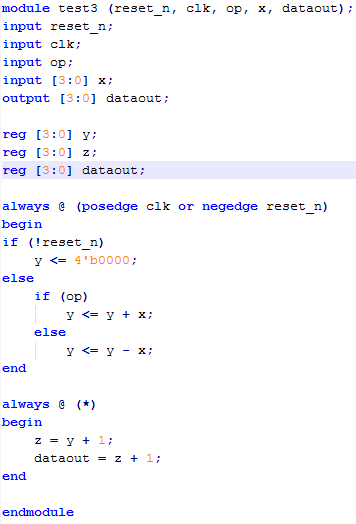 module test3 (reset_n, clk, op, x, dataout);
input reset_n;
input clk;
input op;
input [3:0] x;
output [3:0] dataout;

reg [3:0] y;
reg [3:0] z;
reg [3:0] dataout;

always @ (posedge clk or negedge reset_n)
begin
if (!reset_n)
    y <= 4'b0000;
else
    if (op)
        y <= y + x;
    else
        y <= y - x;
end

always @ (*)
begin
    z = y + 1;
    dataout = z + 1;
end

endmodule